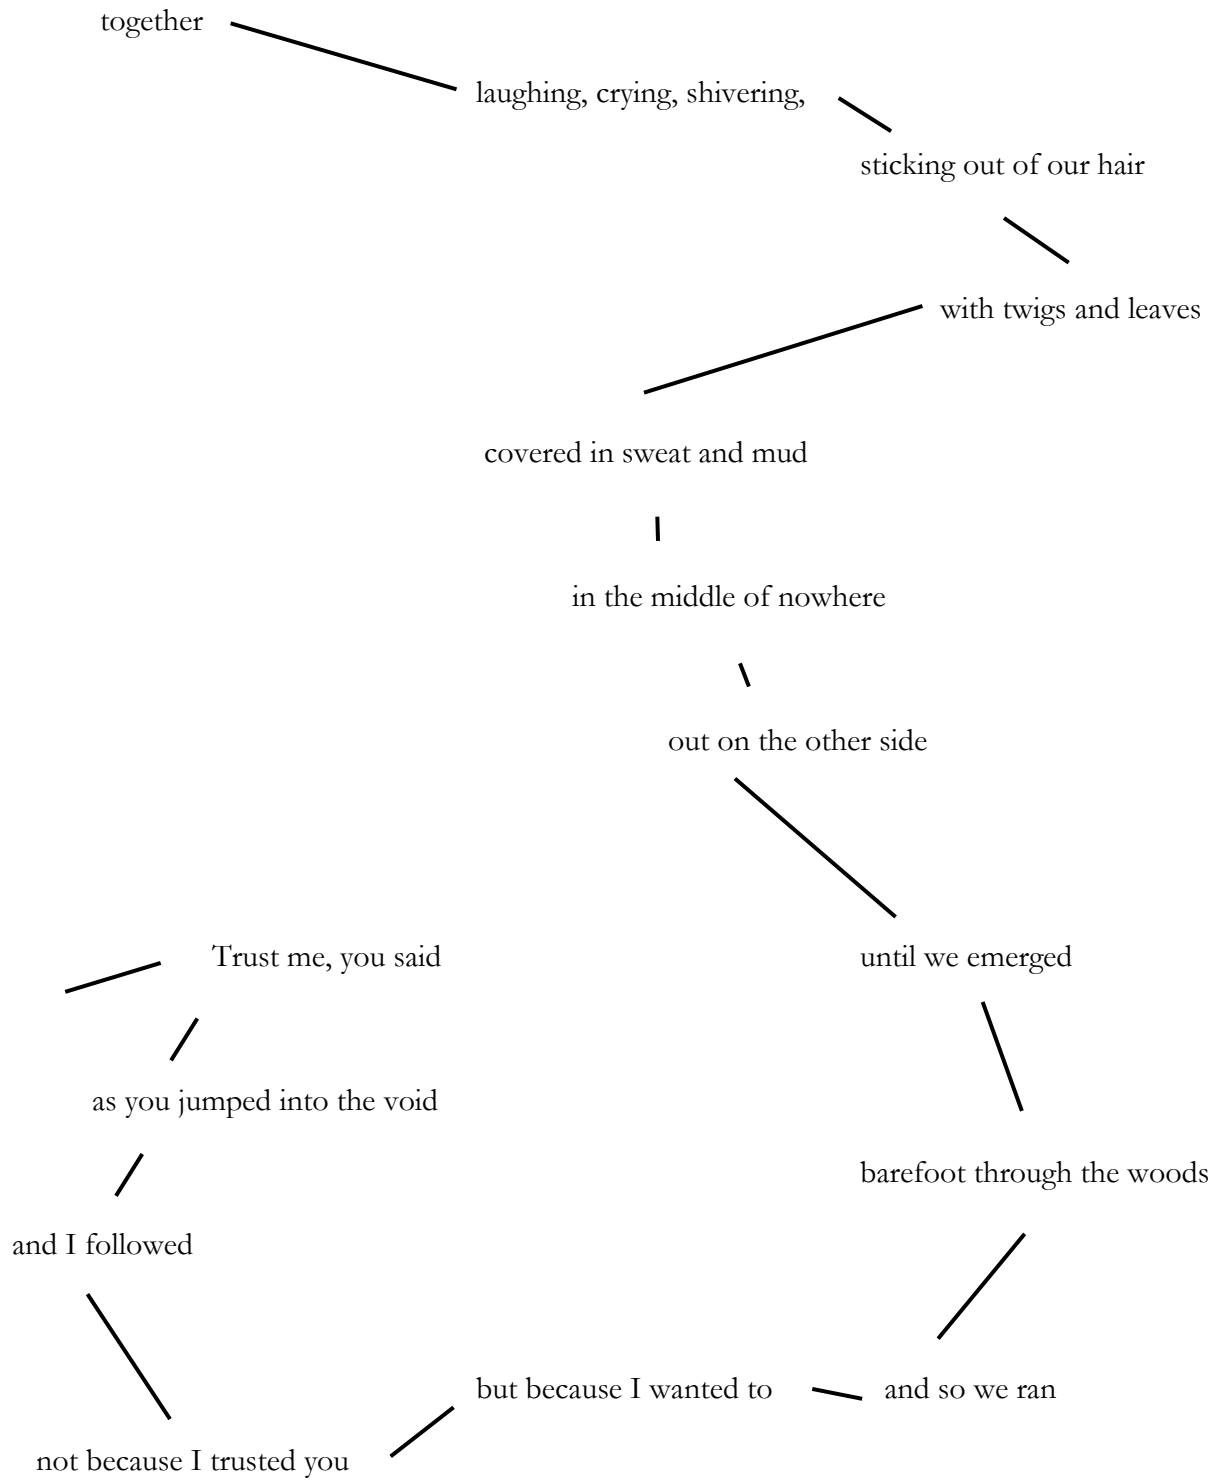 Trust me, you said
as you jumped into the void
and I followed
not because I trusted you
but because I wanted to
and so we ran
barefoot through the woods
until we emerged
out on the other side
in the middle of nowhere
covered in sweat and mud
with twigs and leaves
sticking out of our hair
laughing, crying, shivering,
together